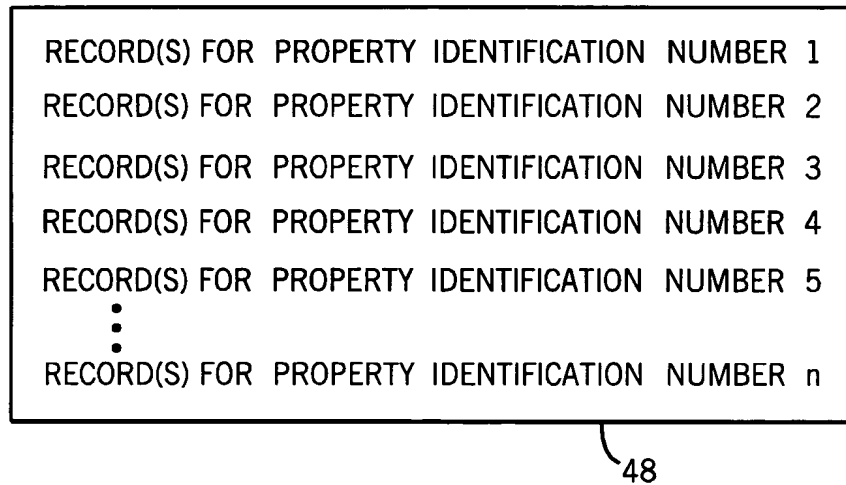 RECORD(S) FOR PROPERTY IDENTIFICATION NUMBER 1
RECORD(S) FOR PROPERTY IDENTIFICATION NUMBER 2
RECORD(S) FOR PROPERTY IDENTIFICATION NUMBER 3
RECORD(S) FOR PROPERTY IDENTIFICATION NUMBER 4
RECORD(S) FOR PROPERTY IDENTIFICATION NUMBER 5
RECORD(S) FOR PROPERTY IDENTIFICATION NUMBER n
48